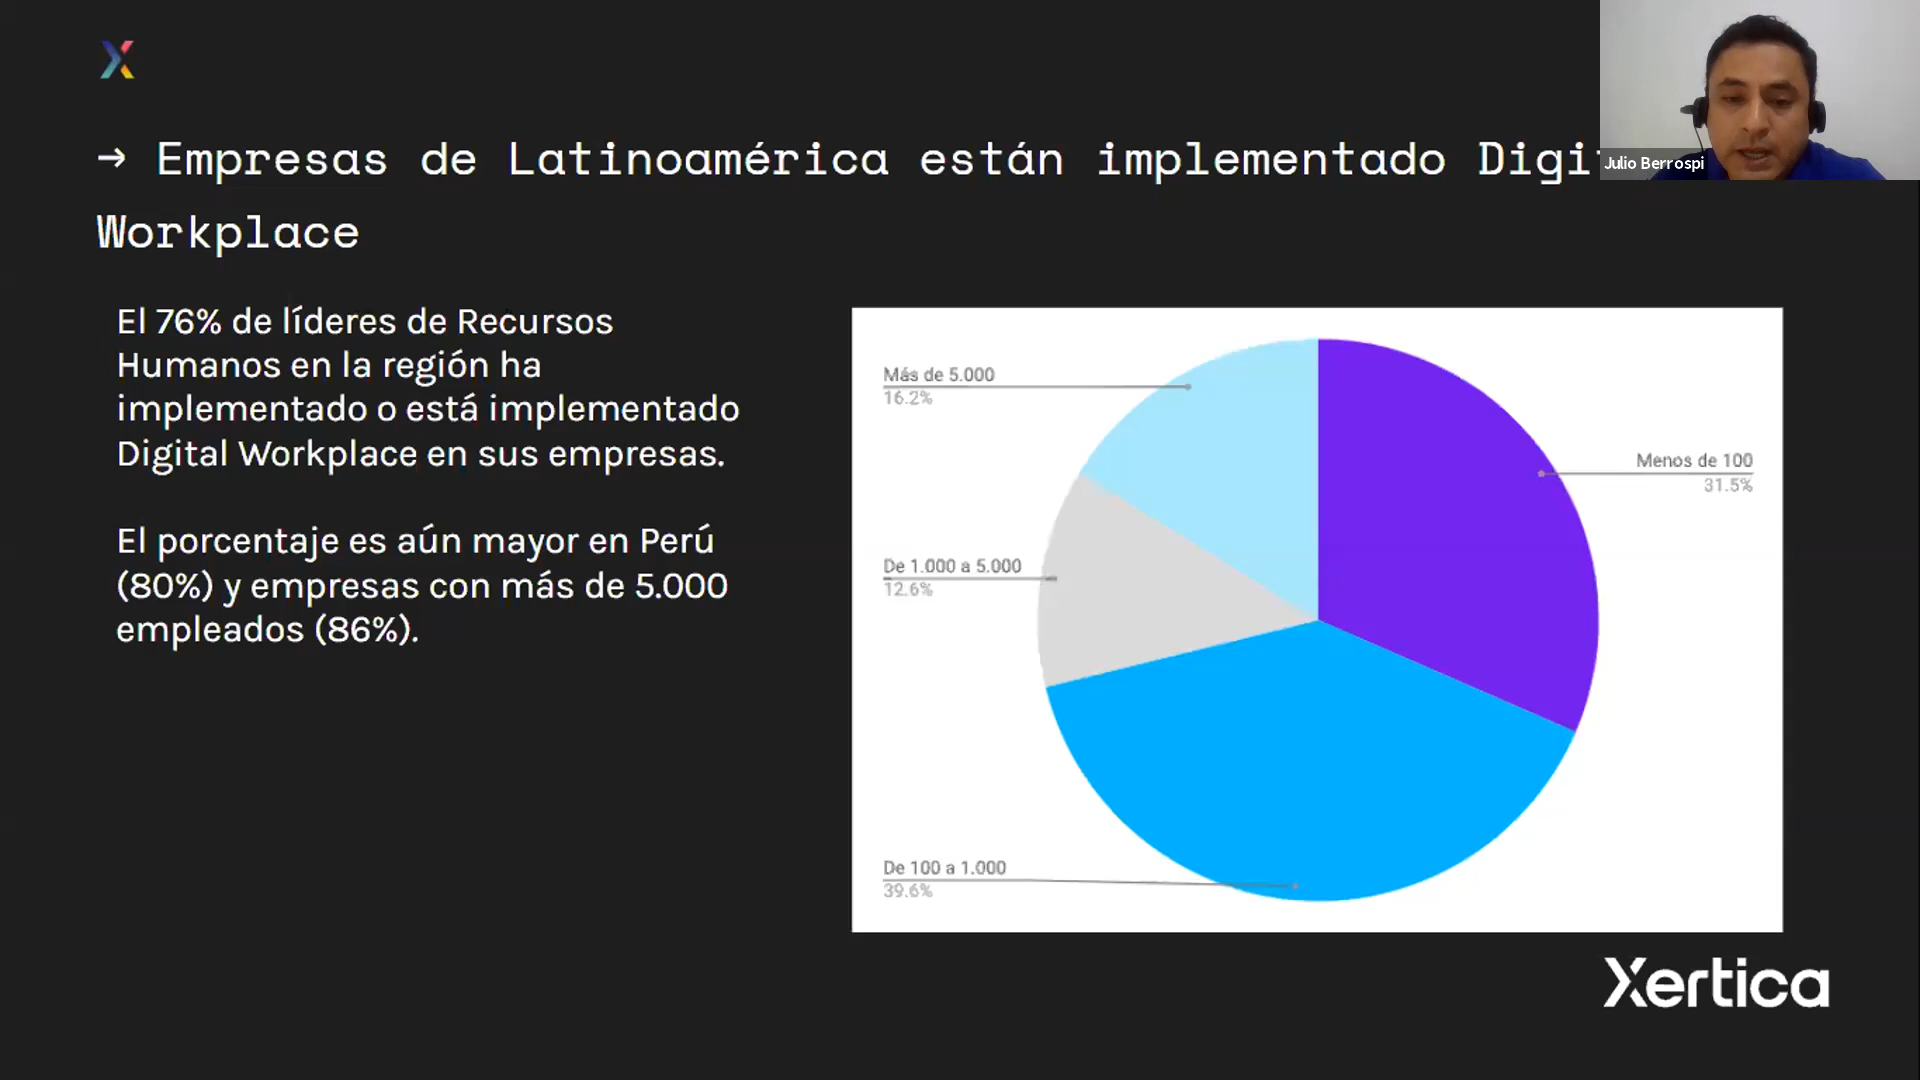 → Empresas de Latinoamérica están implementado Digi
Workplace
Julio Berrospi
El 76% de líderes de Recursos
Humanos en la región ha
implementado o está implementado
Digital Workplace en sus empresas.
El porcentaje es aún mayor en Perú
(80%) y empresas con más de 5.000
empleados (86%).
Más de 5.000
16.2%
Menos de 100
31.5%
De 1.000 a 5.000
12.6%
De 100 a 1.000
39.6%
Xertica